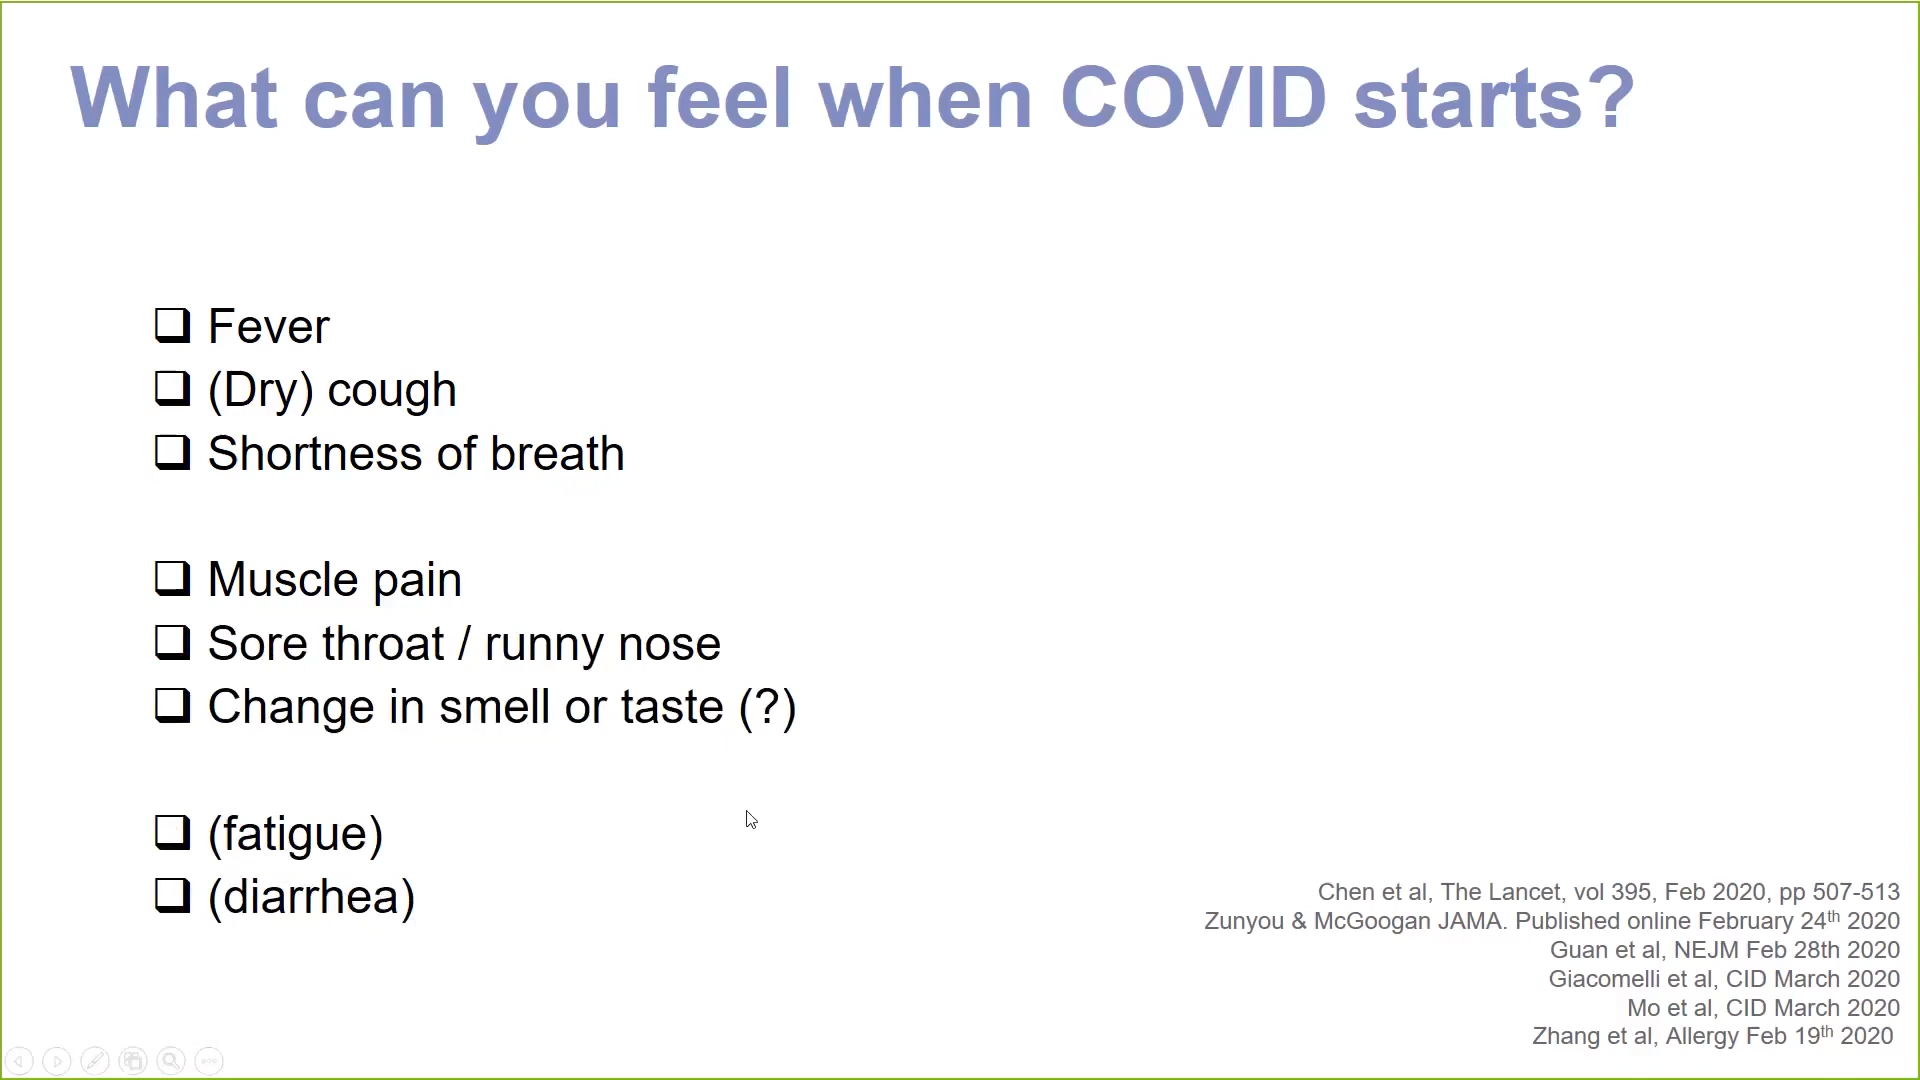 What can you feel when COVID starts?
❑ Fever
❑ (Dry) cough
❑ Shortness of breath
❑ Muscle pain
❑ Sore throat / runny nose
❑ Change in smell or taste (?)
❑ (fatigue)
❑ (diarrhea)
Chen et al, The Lancet, vol 395, Feb 2020, pp 507-513
Zunyou & McGoogan JAMA. Published online February 24th 2020
Guan et al, NEJM Feb 28th 2020
Giacomelli et al, CID March 2020
Mo et al, CID March 2020
Zhang et al, Allergy Feb 19th 2020